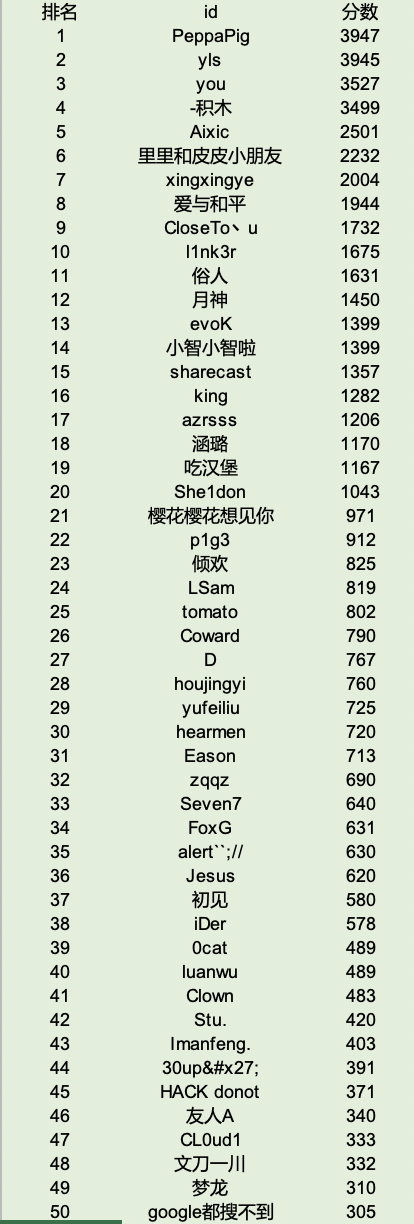 排名 id 分数
1 PeppaPig 3947
2 yls 3945
3 you 3527
4 -积木 3499
5 Aixic 2501
6 里里和皮皮小朋友 2232
7 xingxingye 2004
8 爱与和平 1944
9 CloseTo丶u 1732
10 l1nk3r 1675
11 俗人 1631
12 月神 1450
13 evoK 1399
14 小智小智啦 1399
15 sharecast 1357
16 king 1282
17 azrsss 1206
18 涵璐 1170
19 吃汉堡 1167
20 She1don 1043
21 樱花樱花想见你 971
22 p1g3 912
23 倾欢 825
24 LSam 819
25 tomato 802
26 Coward 790
27 D 767
28 houjingyi 760
29 yufeiliu 725
30 hearmen 720
31 Eason 713
32 zqqz 690
33 Seven7 640
34 FoxG 631
35 alert``;// 630
36 Jesus 620
37 初见 580
38 iDer 578
39 0cat 489
40 luanwu 489
41 Clown 483
42 Stu. 420
43 lmanfeng. 403
44 30up&#x27; 391
45 HACK donot 371
46 友人A 340
47 CL0ud1 333
48 文刀一川 332
49 梦龙 310
50 google都搜不到 305